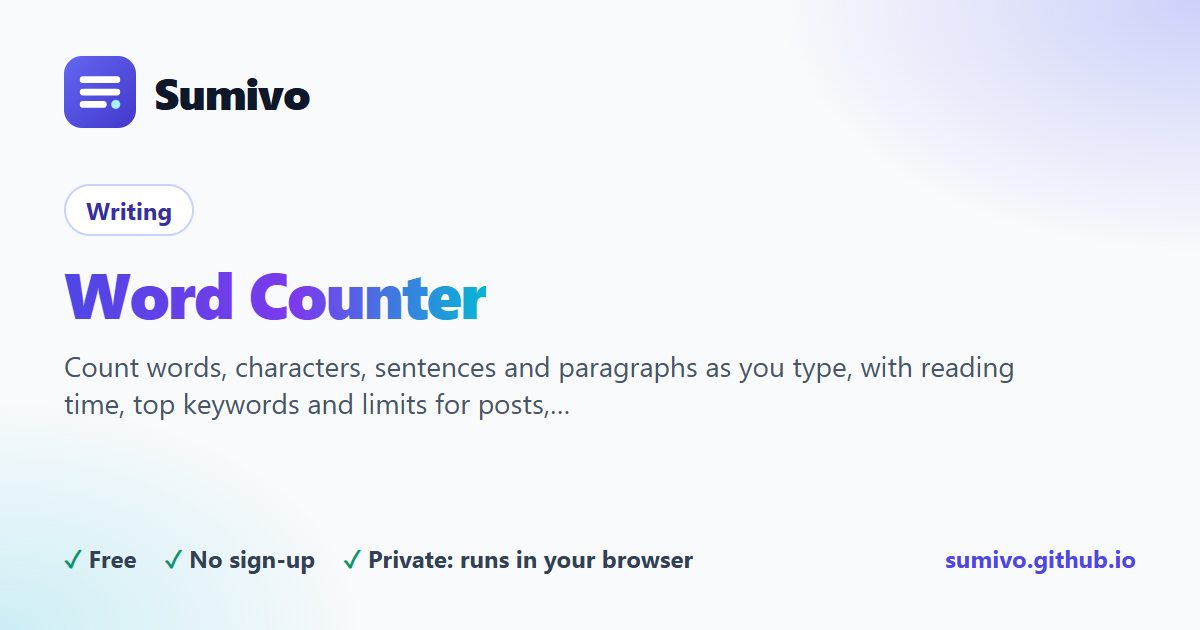 Sumivo
Writing
Word Counter
Count words, characters, sentences and paragraphs as you type, with reading
time, top keywords and limits for posts,...
✓ Free ✓ No sign-up ✓ Private: runs in your browser
sumivo.github.io